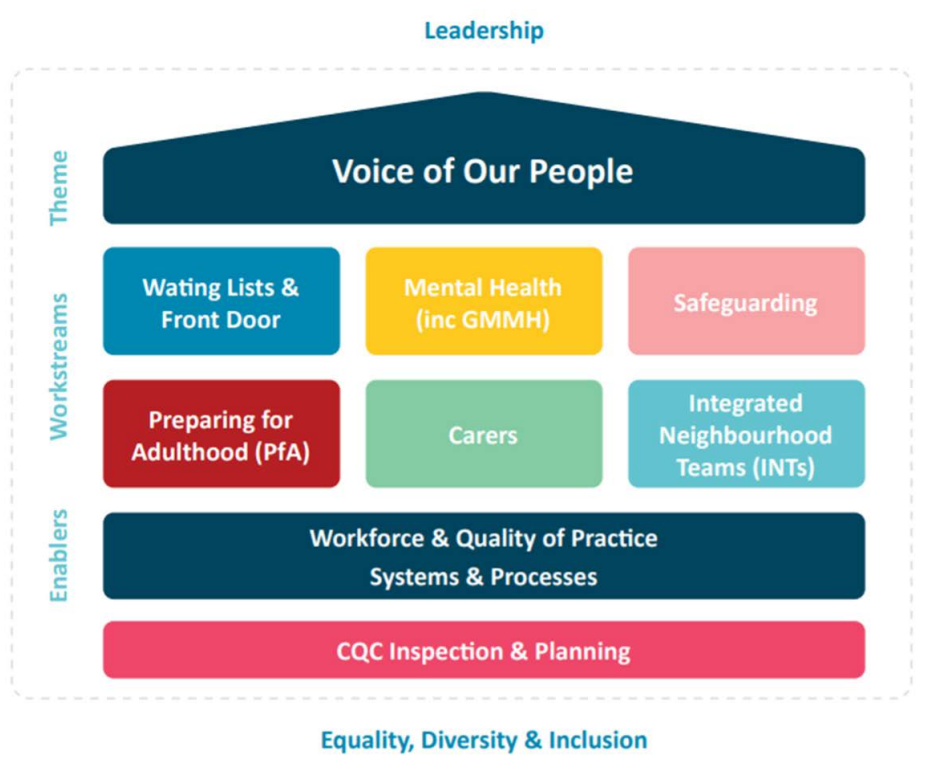 Leadership
Theme
Voice of Our People
Workstreams
Wating Lists &
Front Door
Mental Health
(inc GMMH)
Safeguarding
Preparing for
Adulthood (PfA)
Carers
Integrated
Neighbourhood
Teams (INTs)
Enablers
Workforce & Quality of Practice
Systems & Processes
CQC Inspection & Planning
Equality, Diversity & Inclusion